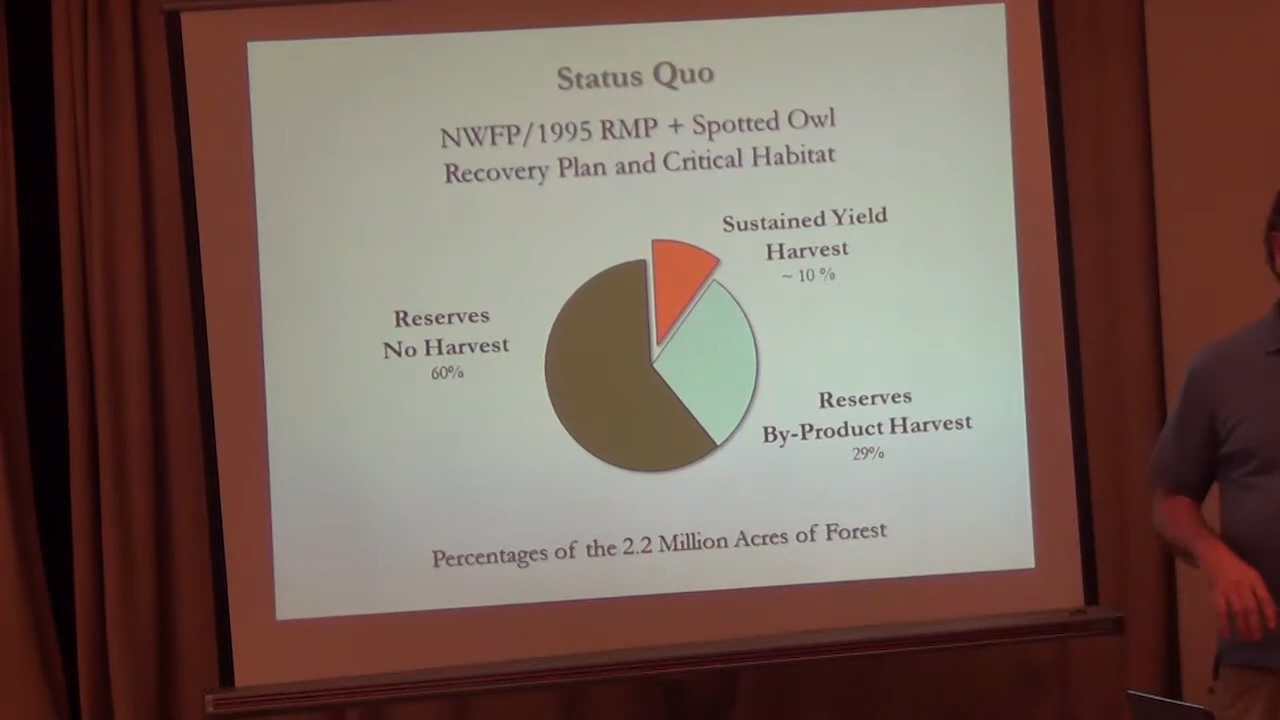 Status Quo
NWFP/1995 RMP + Spotted Owl
Recovery Plan and Critical Habitat
Sustained Yield
Harvest
~ 10 %
Reserves
No Harvest
60%
Reserves
By-Product Harvest
29%
Percentages of the 2.2 Million Acres of Forest